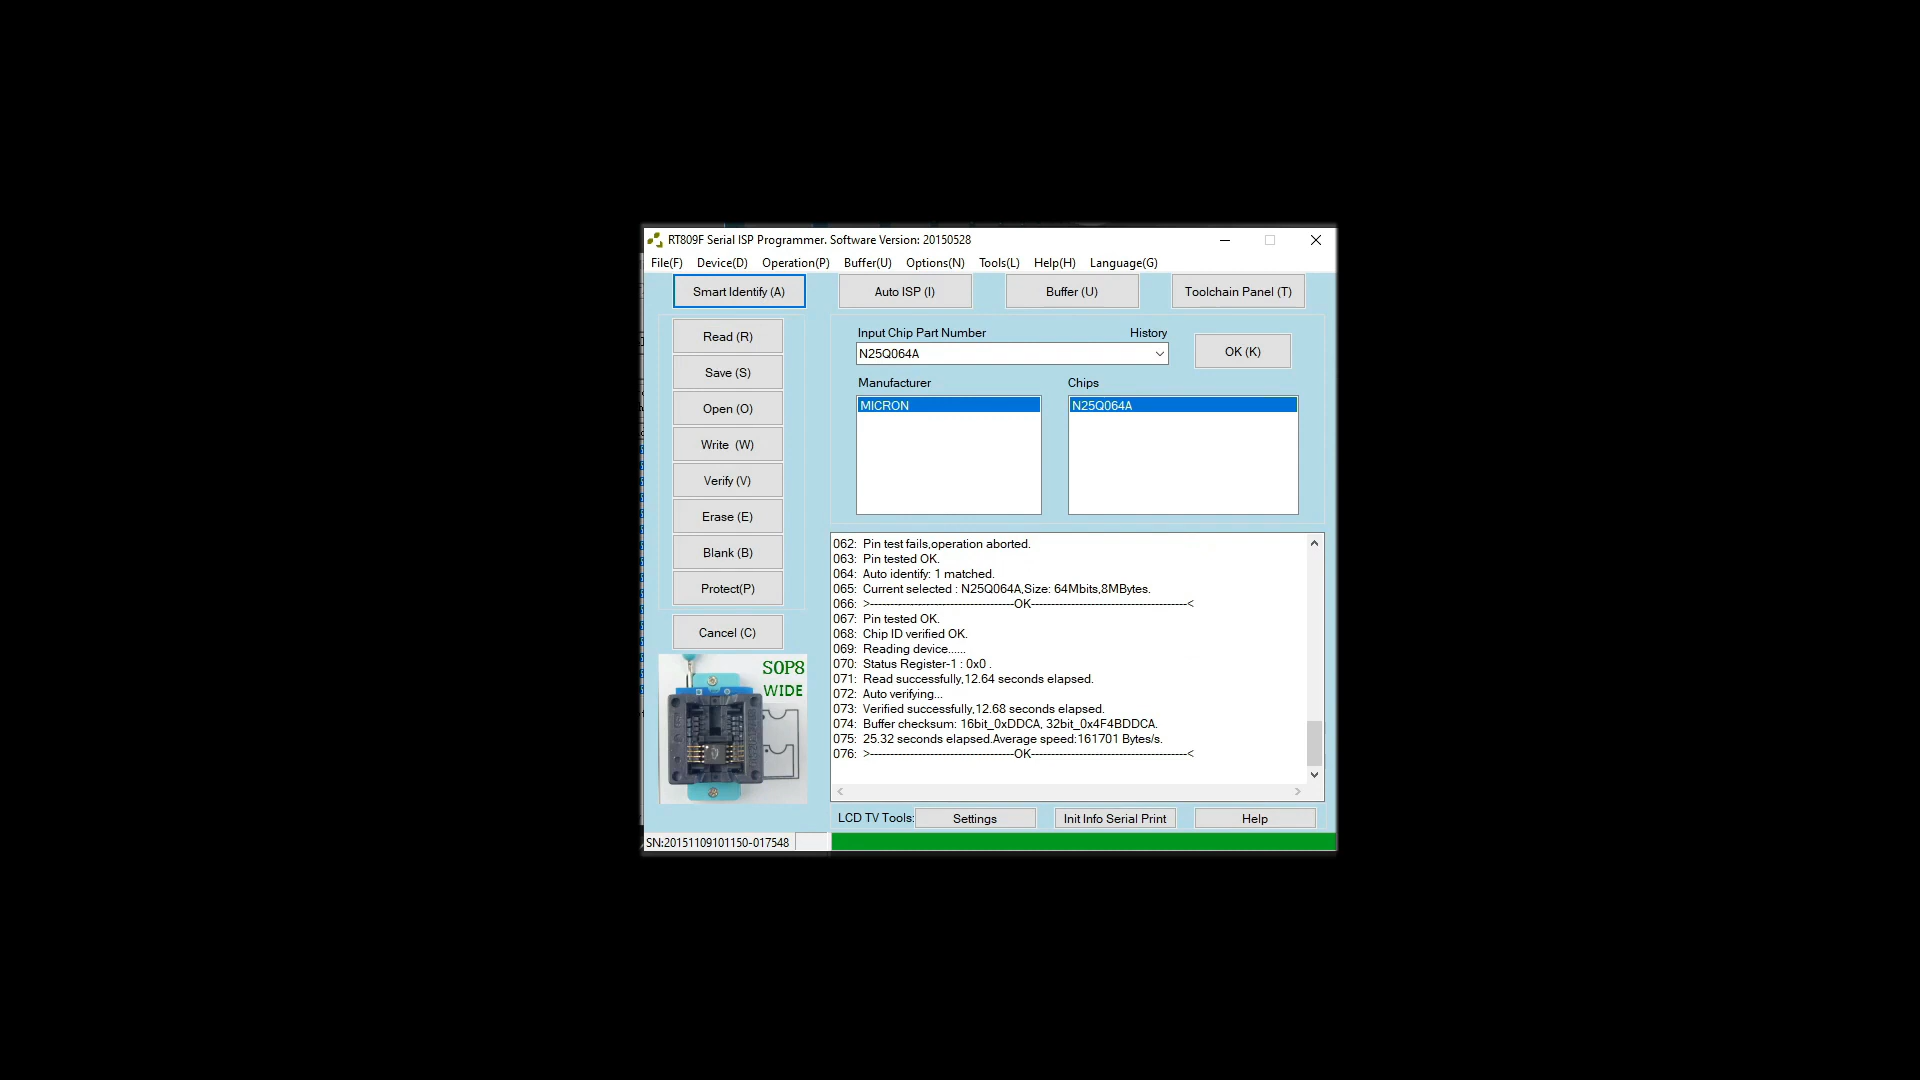 RT809F Serial ISP Programmer. Software Version: 20150528
File(F) Device(D) Operation(P) Buffer(U) Options(N) Tools(L) Help(H) Language(G)
Smart Identify (A) Auto ISP (I) Buffer (U) Toolchain Panel (T)
Read (R)
Save (S)
Open (O)
Write (W)
Verify (V)
Erase (E)
Blank (B)
Protect(P)
Cancel (C)
SOP8
WIDE
Input Chip Part Number History
N25Q064A
OK (K)
Manufacturer Chips
MICRON N25Q064A
062: Pin test fails,operation aborted.
063: Pin tested OK.
064: Auto identify: 1 matched.
065: Current selected : N25Q064A,Size: 64Mbits,8MBytes.
066: >------------------------------------OK---------------------------------------<
067: Pin tested OK.
068: Chip ID verified OK.
069: Reading device......
070: Status Register-1 : 0x0 .
071: Read successfully,12.64 seconds elapsed.
072: Auto verifying...
073: Verified successfully,12.68 seconds elapsed.
074: Buffer checksum: 16bit_0xDDCA, 32bit_0x4F4BDDCA.
075: 25.32 seconds elapsed.Average speed:161701 Bytes/s.
076: >------------------------------------OK---------------------------------------<
LCD TV Tools: Settings Init Info Serial Print Help
SN:20151109101150-017548